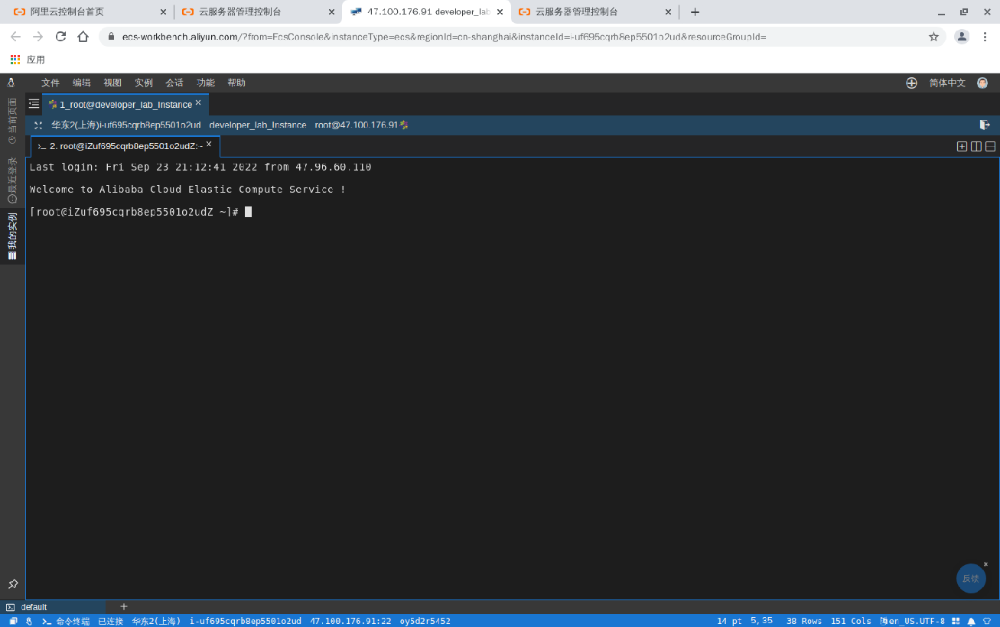 阿里云控制台首页
云服务器管理控制台
47.100.176.91 developer_lab
云服务器管理控制台
ecs-workbench.aliyun.com/?from=EcsConsole&instanceType=ecs&regionId=cn-shanghai&instanceId=i-uf695cqrb8ep5501o2ud&resourceGroupId=
应用
文件 编辑 视图 实例 会话 功能 帮助 简体中文
当前页面
最近登录
我的实例
1_root@developer_lab_Instance
华东2(上海)i-uf695cqrb8ep5501o2ud developer_lab_Instance root@47.100.176.91
2. root@iZuf695cqrb8ep5501o2udZ:~
Last login: Fri Sep 23 21:12:41 2022 from 47.96.60.110
Welcome to Alibaba Cloud Elastic Compute Service !
[root@iZuf695cqrb8ep5501o2udZ ~]#
反馈
default
命令终端 已连接 华东2(上海) i-uf695cqrb8ep5501o2ud 47.100.176.91:22 oy5d2r5452 14 pt 5,35 38 Rows 151 Cols en_US.UTF-8